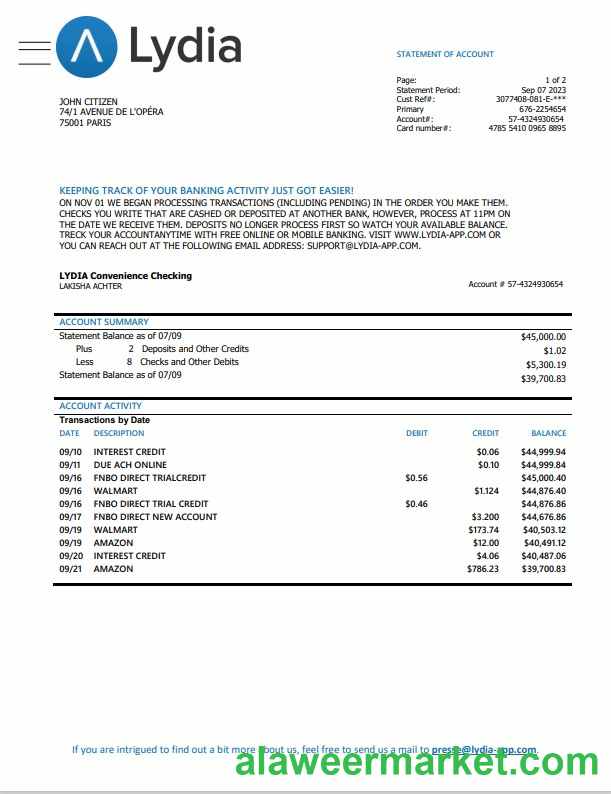 Lydia
STATEMENT OF ACCOUNT
Page: 1 of 2
Statement Period: Sep 07 2023
Cust Ref#: 3077408-081-E-***
Primary 676-2254654
Account#: 57-4324930654
Card number#: 4785 5410 0965 8895
JOHN CITIZEN
74/1 AVENUE DE L'OPÉRA
75001 PARIS
KEEPING TRACK OF YOUR BANKING ACTIVITY JUST GOT EASIER!
ON NOV 01 WE BEGAN PROCESSING TRANSACTIONS (INCLUDING PENDING) IN THE ORDER YOU MAKE THEM.
CHECKS YOU WRITE THAT ARE CASHED OR DEPOSITED AT ANOTHER BANK, HOWEVER, PROCESS AT 11PM ON
THE DATE WE RECEIVE THEM. DEPOSITS NO LONGER PROCESS FIRST SO WATCH YOUR AVAILABLE BALANCE.
TRECK YOUR ACCOUNTANYTIME WITH FREE ONLINE OR MOBILE BANKING. VISIT WWW.LYDIA-APP.COM OR
YOU CAN REACH OUT AT THE FOLLOWING EMAIL ADDRESS: SUPPORT@LYDIA-APP.COM.
LYDIA Convenience Checking
LAKISHA ACHTER Account # 57-4324930654
ACCOUNT SUMMARY
Statement Balance as of 07/09 $45,000.00
Plus 2 Deposits and Other Credits $1.02
Less 8 Checks and Other Debits $5,300.19
Statement Balance as of 07/09 $39,700.83
ACCOUNT ACTIVITY
Transactions by Date
DATE DESCRIPTION DEBIT CREDIT BALANCE
09/10 INTEREST CREDIT $0.06 $44,999.94
09/11 DUE ACH ONLINE $0.10 $44,999.84
09/16 FNBO DIRECT TRIALCREDIT $0.56 $45,000.40
09/16 WALMART $1.124 $44,876.40
09/16 FNBO DIRECT TRIAL CREDIT $0.46 $44,876.86
09/17 FNBO DIRECT NEW ACCOUNT $3.200 $44,676.86
09/19 WALMART $173.74 $40,503.12
09/19 AMAZON $12.00 $40,491.12
09/20 INTEREST CREDIT $4.06 $40,487.06
09/21 AMAZON $786.23 $39,700.83
If you are intrigued to find out a bit more about us, feel free to send us a mail to presse@lydia-app.com.
alaweermarket.com